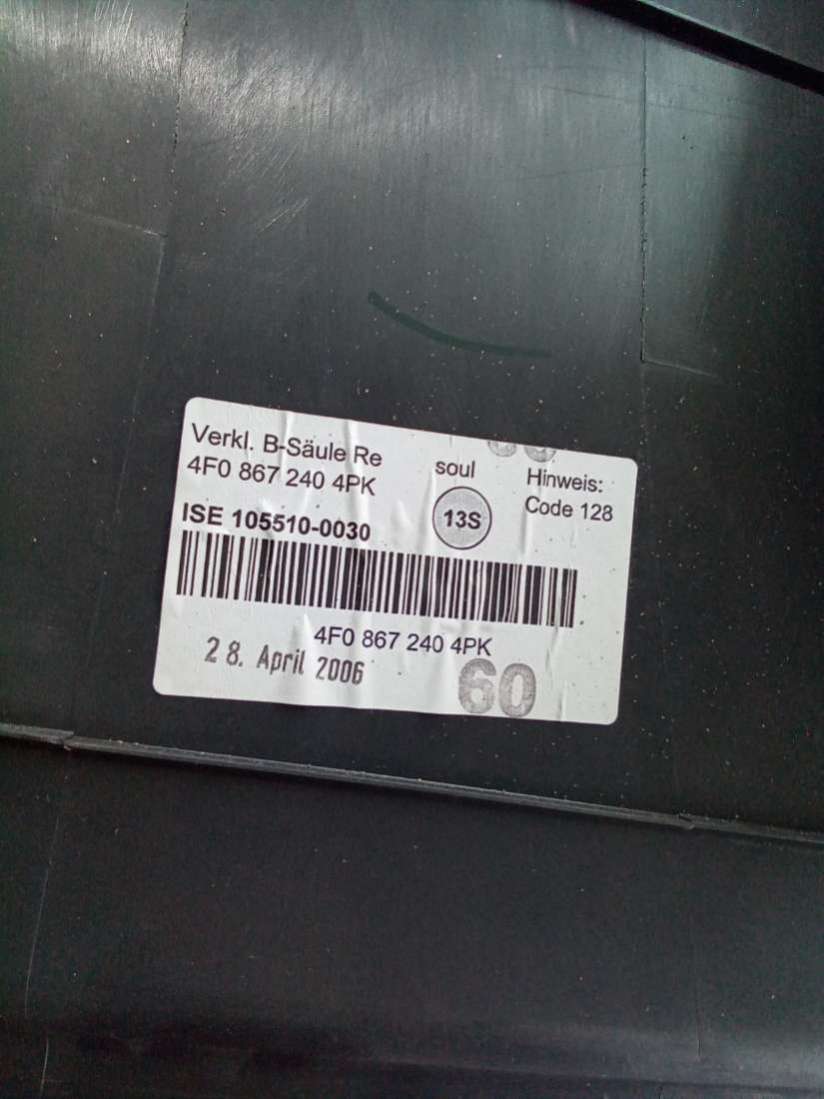 Verkl. B-Säule Re
4F0 867 240 4PK
soul
13S
Hinweis:
Code 128
ISE 105510-0030
4F0 867 240 4PK
28. April 2006
60